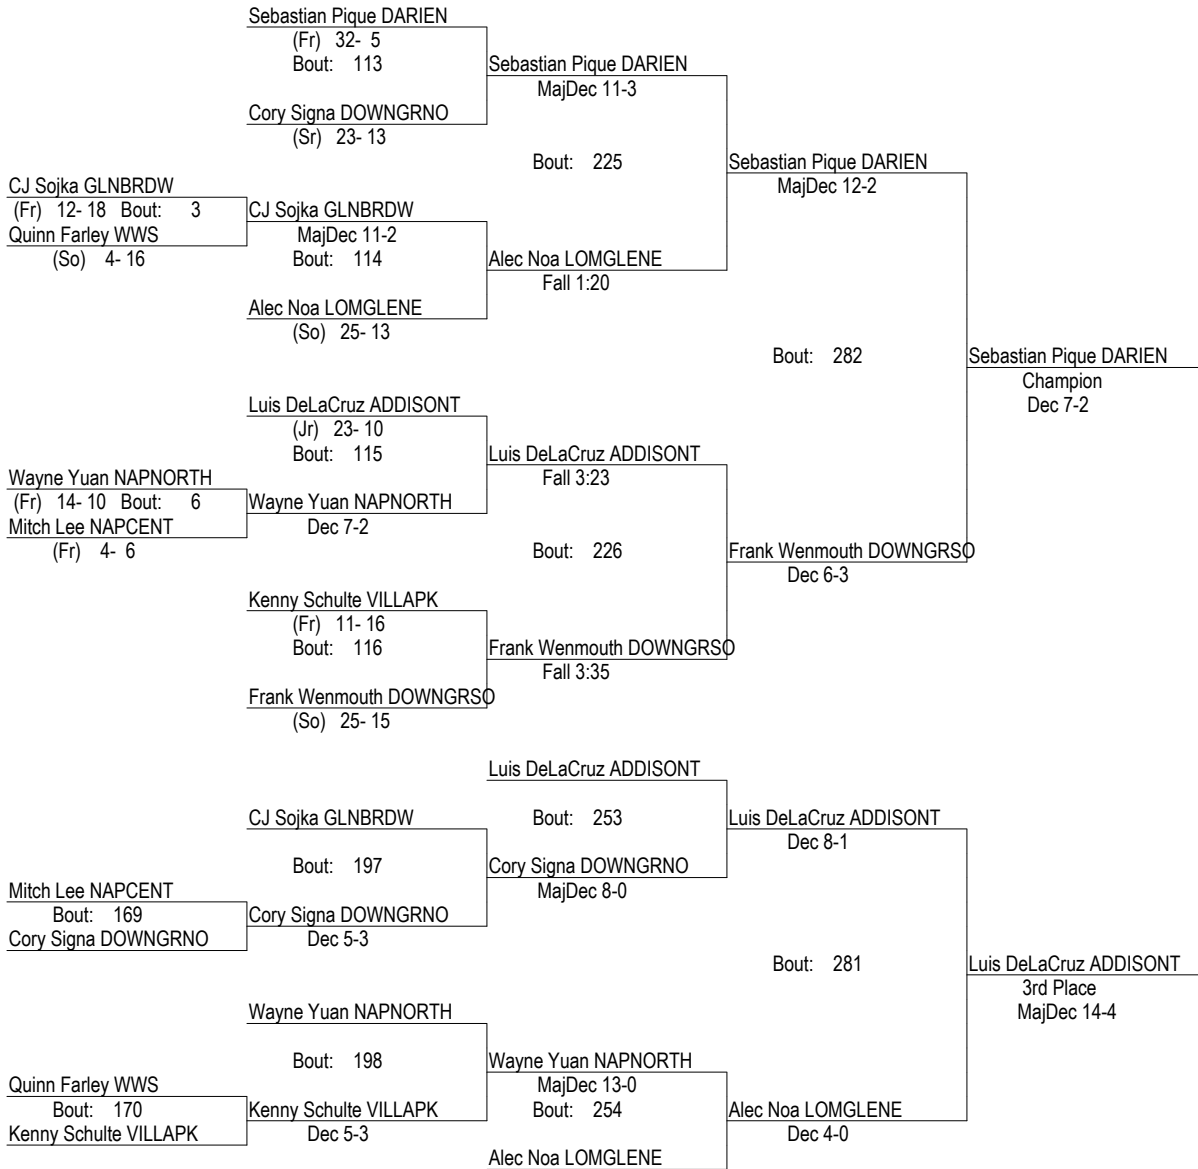 Sebastian Pique DARIEN
(Fr) 32- 5
Bout: 113
Sebastian Pique DARIEN
MajDec 11-3
Cory Signa DOWNGRNO
(Sr) 23- 13
Bout: 225
Sebastian Pique DARIEN
MajDec 12-2
CJ Sojka GLNBRDW
(Fr) 12- 18 Bout: 3
CJ Sojka GLNBRDW
Quinn Farley WWS
MajDec 11-2
(So) 4- 16
Bout: 114
Alec Noa LOMGLENE
Fall 1:20
Alec Noa LOMGLENE
(So) 25- 13
Bout: 282
Sebastian Pique DARIEN
Champion
Dec 7-2
Luis DeLaCruz ADDISONT
(Jr) 23- 10
Bout: 115
Luis DeLaCruz ADDISONT
Fall 3:23
Wayne Yuan NAPNORTH
(Fr) 14- 10 Bout: 6
Wayne Yuan NAPNORTH
Mitch Lee NAPCENT
Dec 7-2
(Fr) 4- 6
Bout: 226
Frank Wenmouth DOWNGRSO
Dec 6-3
Kenny Schulte VILLAPK
(Fr) 11- 16
Bout: 116
Frank Wenmouth DOWNGRSO
Fall 3:35
Frank Wenmouth DOWNGRSO
(So) 25- 15
Luis DeLaCruz ADDISONT
CJ Sojka GLNBRDW
Bout: 253
Luis DeLaCruz ADDISONT
Dec 8-1
Bout: 197
Cory Signa DOWNGRNO
MajDec 8-0
Mitch Lee NAPCENT
Bout: 169
Cory Signa DOWNGRNO
Cory Signa DOWNGRNO
Dec 5-3
Bout: 281
Luis DeLaCruz ADDISONT
3rd Place
MajDec 14-4
Wayne Yuan NAPNORTH
Bout: 198
Wayne Yuan NAPNORTH
MajDec 13-0
Quinn Farley WWS
Bout: 170
Kenny Schulte VILLAPK
Bout: 254
Alec Noa LOMGLENE
Kenny Schulte VILLAPK
Dec 5-3
Dec 4-0
Alec Noa LOMGLENE